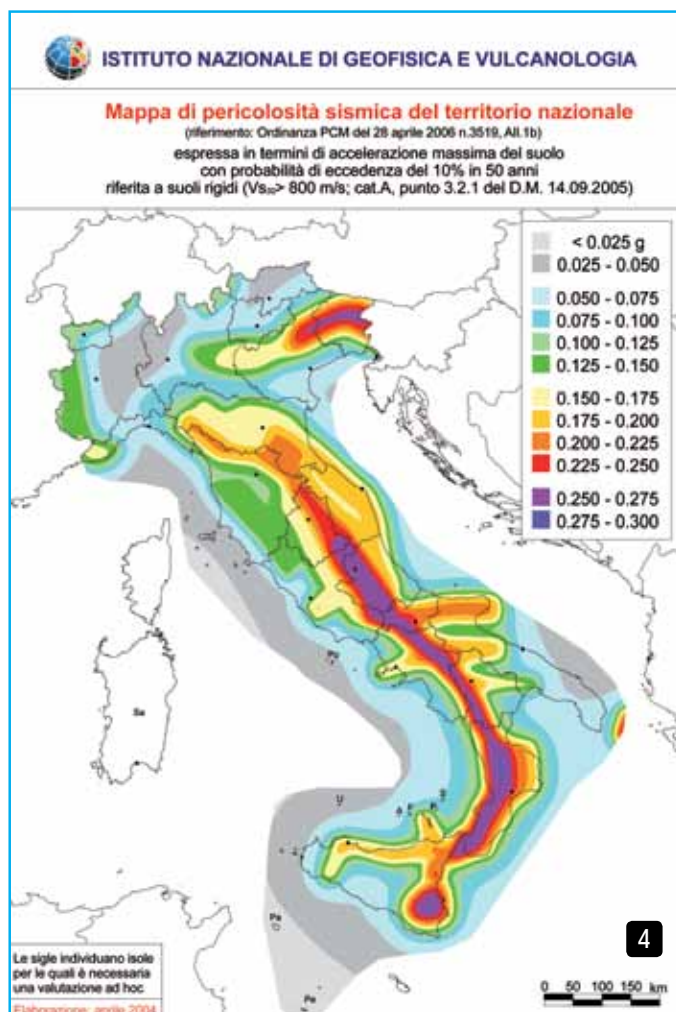 ISTITUTO NAZIONALE DI GEOFISICA E VULCANOLOGIA
Mappa di pericolosità sismica del territorio nazionale
(riferimento: Ordinanza PCM del 28 aprile 2006 n.3519, All.1b)
espressa in termini di accelerazione massima del suolo
con probabilità di eccedenza del 10% in 50 anni
riferita a suoli rigidi (Vs30> 800 m/s; cat.A, punto 3.2.1 del D.M. 14.09.2005)
< 0.025 g
0.025 - 0.050
0.050 - 0.075
0.075 - 0.100
0.100 - 0.125
0.125 - 0.150
0.150 - 0.175
0.175 - 0.200
0.200 - 0.225
0.225 - 0.250
0.250 - 0.275
0.275 - 0.300
Sa
U
Pa
Pe
4
Le sigle individuano isole
per le quali è necessaria
una valutazione ad hoc
Elaborazione: aprile 2004
0 50 100 150 km